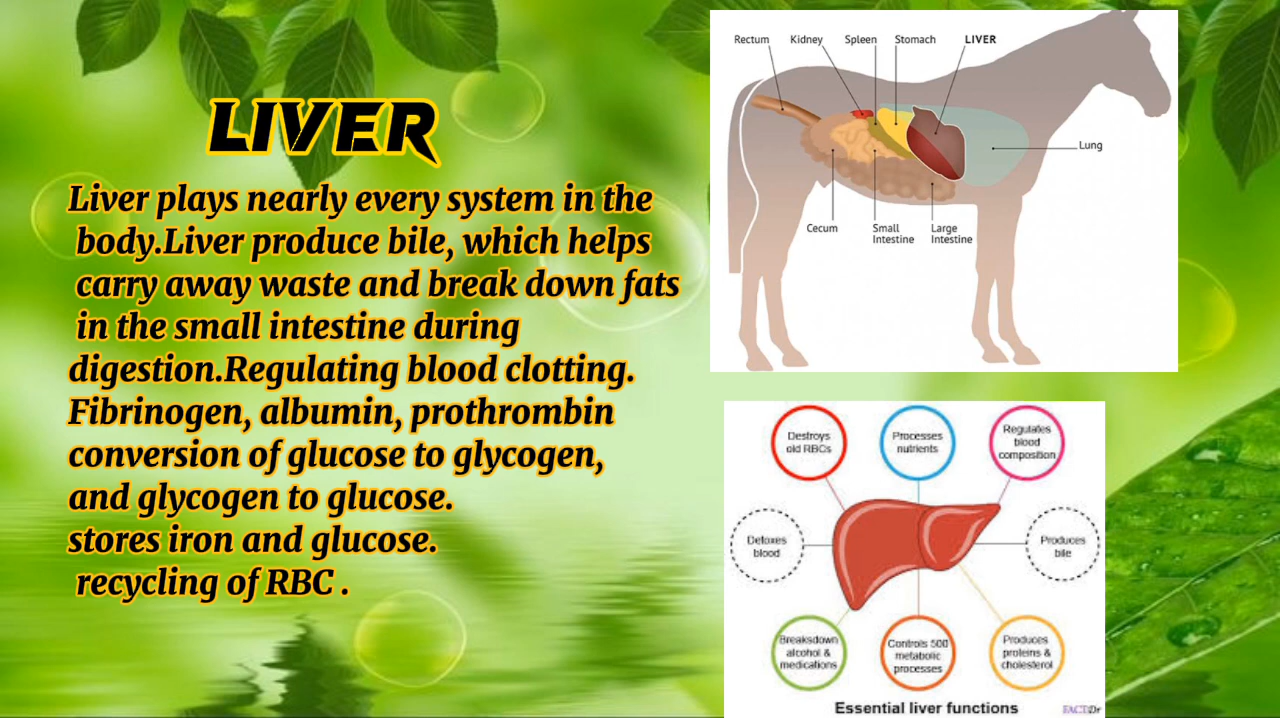 LIVER
Liver plays nearly every system in the
body.Liver produce bile, which helps
carry away waste and break down fats
in the small intestine during
digestion.Regulating blood clotting.
Fibrinogen, albumin, prothrombin
conversion of glucose to glycogen,
and glycogen to glucose.
stores iron and glucose.
recycling of RBC .
Rectum Kidney Spleen Stomach LIVER
Lung
Cecum
Small
Intestine
Large
Intestine
Destroys
old RBCs
Processes
nutrients
Regulates
blood
composition
Detoxes
blood
Produces
bile
Breaksdown
alcohol &
medications
Controls 500
metabolic
processes
Produces
proteins &
cholesterol
Essential liver functions
FACTDr